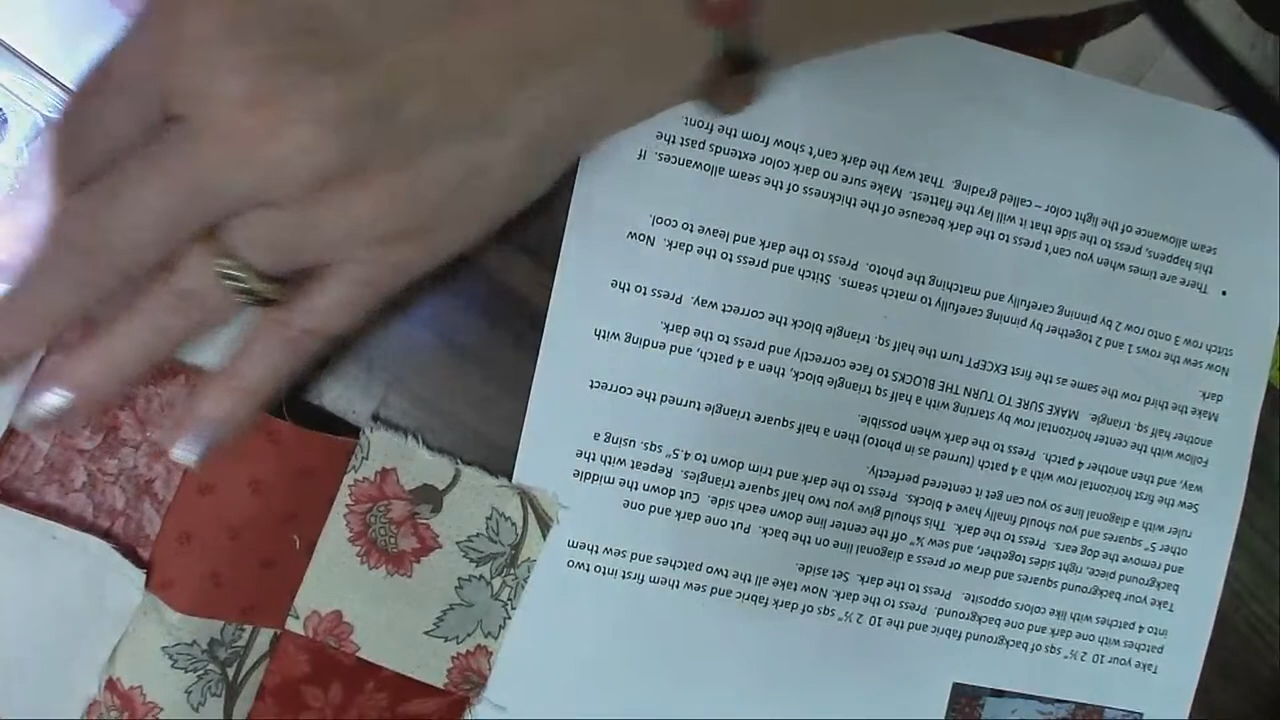 Take your 10 2 ½" sqs of background fabric and the 10 2 ½" sqs of dark fabric and sew them first into two
patches with one dark and one background. Press to the dark. Now take all the two patches and sew them
into 4 patches with like colors opposite. Press to the dark. Set aside.
Take your background squares and draw or press a diagonal line on the back. Put one dark and one
background piece, right sides together, and sew ¼" off the center line down each side. Cut down the middle
and remove the dog ears. Press to the dark. This should give you two half square triangles. Repeat with the
other 5" squares and you should finally have 4 blocks. Press to the dark and trim down to 4.5" sqs. using a
ruler with a diagonal line so you can get it centered perfectly.
Sew the first horizontal row with a 4 patch (turned as in photo) then a half square triangle turned the correct
way, and then another 4 patch. Press to the dark when possible.
Follow with the center horizontal row by starting with a half sq triangle block, then a 4 patch, and ending with
another half sq. triangle. MAKE SURE TO TURN THE BLOCKS to face correctly and press to the dark.
Make the third row the same as the first EXCEPT turn the half sq. triangle block the correct way. Press to the
dark.
Now sew the rows 1 and 2 together by pinning carefully to match seams. Stitch and press to the dark. Now
stitch row 3 onto row 2 by pinning carefully and matching the photo. Press to the dark and leave to cool.
• There are times when you can't press to the dark because of the thickness of the seam allowances. If
this happens, press to the side that it will lay the flattest. Make sure no dark color extends past the
seam allowance of the light color – called grading. That way the dark can't show from the front.